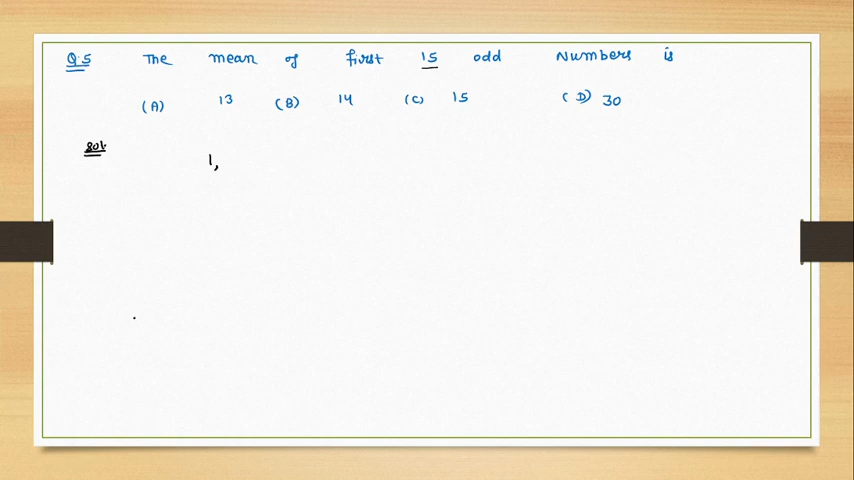 Q.5 The mean of first 15 odd Numbers is
(A) 13 (B) 14 (C) 15 (D) 30
Sol.
1,